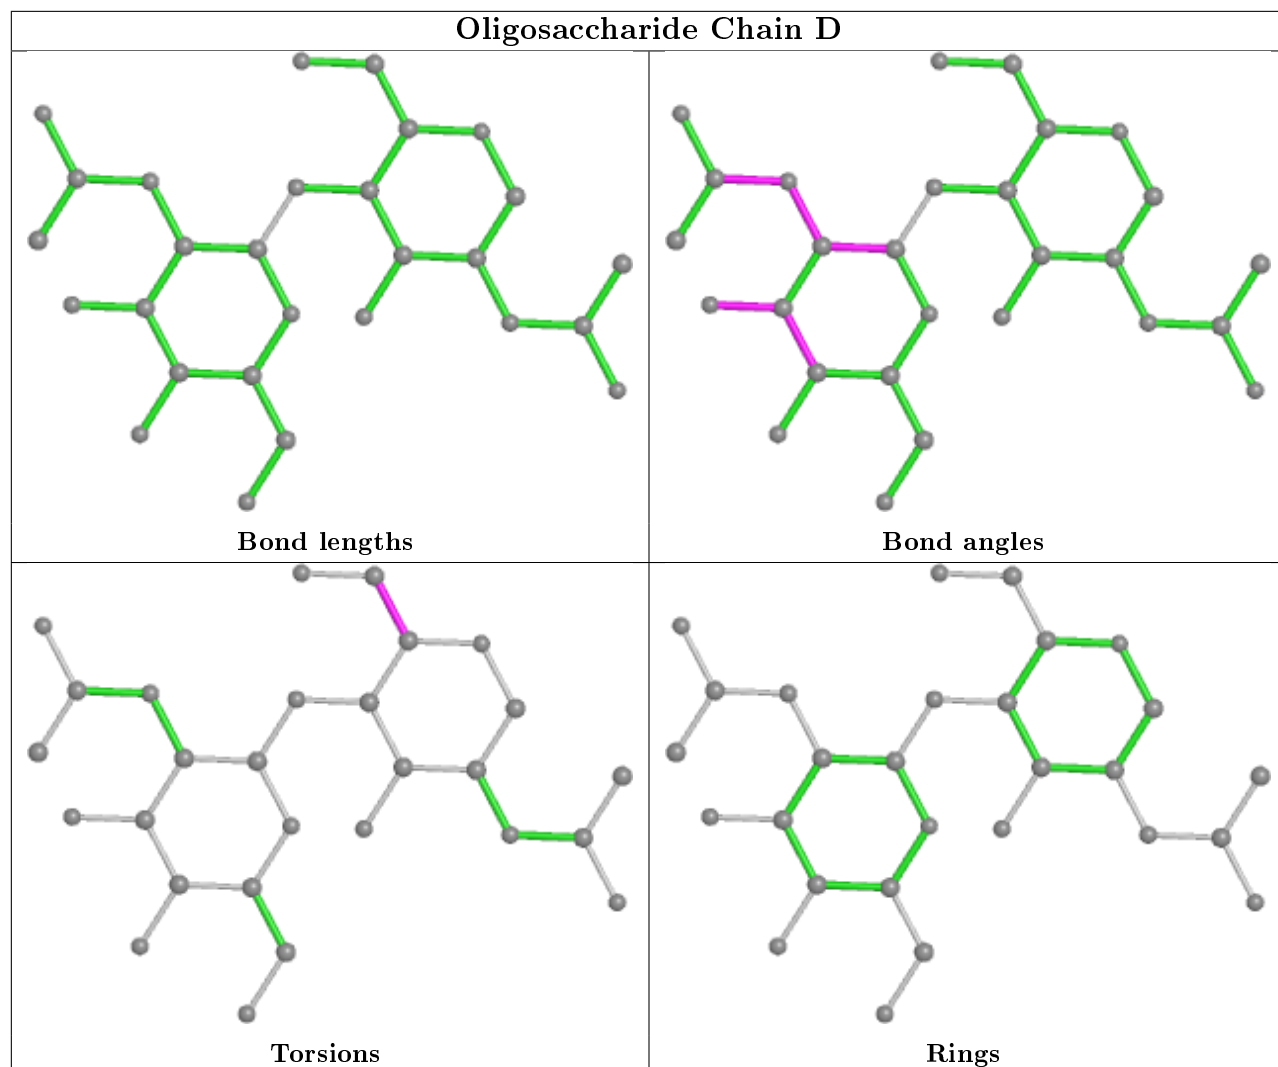 Oligosaccharide Chain D
Bond lengths
Bond angles
Torsions
Rings